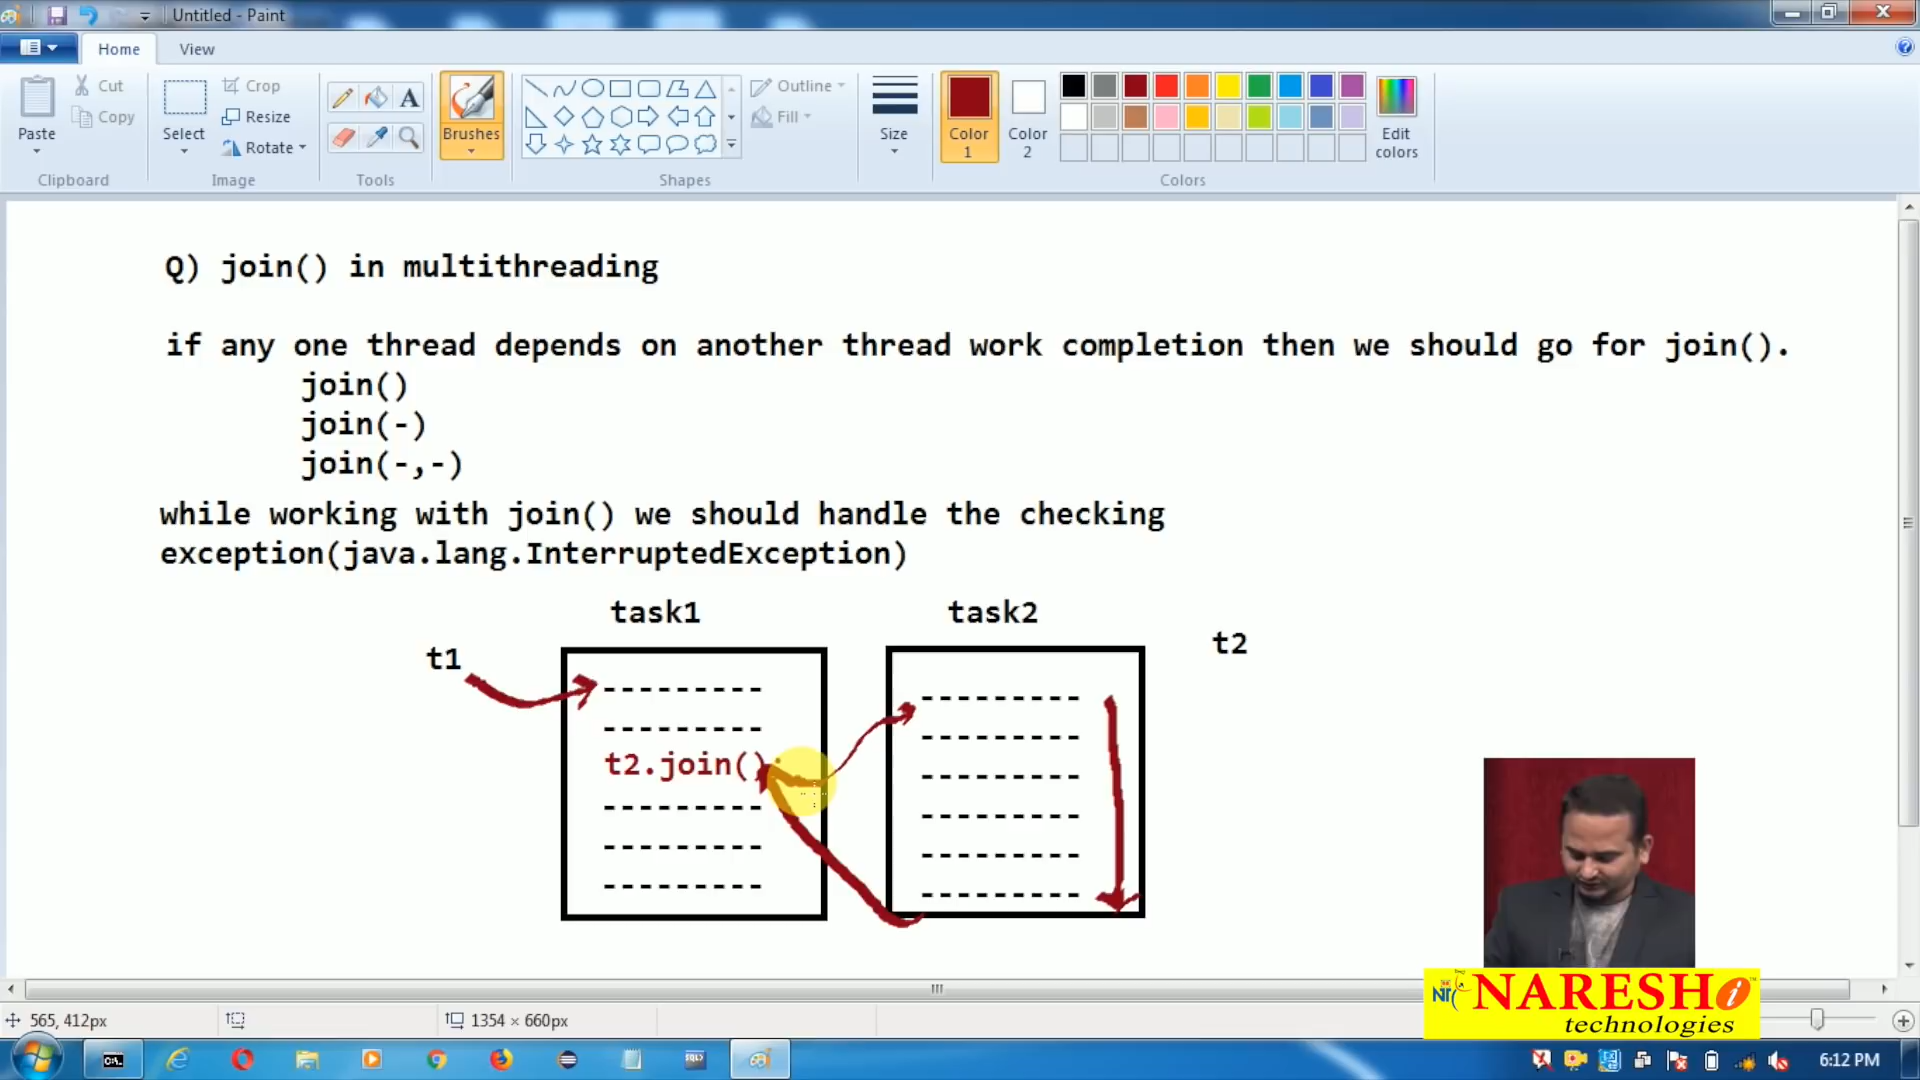 Untitled - Paint
Home
View
Paste
Cut
Copy
Clipboard
Select
Crop
Resize
Rotate
Image
A
Tools
Brushes
Outline
Fill
Shapes
Size
Color 1
Color 2
Edit colors
Colors
Q) join() in multithreading
if any one thread depends on another thread work completion then we should go for join().
join()
join(-)
join(-,-)
while working with join() we should handle the checking
exception(java.lang.InterruptedException)
task1
task2
t1
t2
---------
---------
t2.join()
---------
---------
---------
---------
---------
---------
---------
---------
---------
NARESH i
technologies
565, 412px
1354 × 660px
6:12 PM